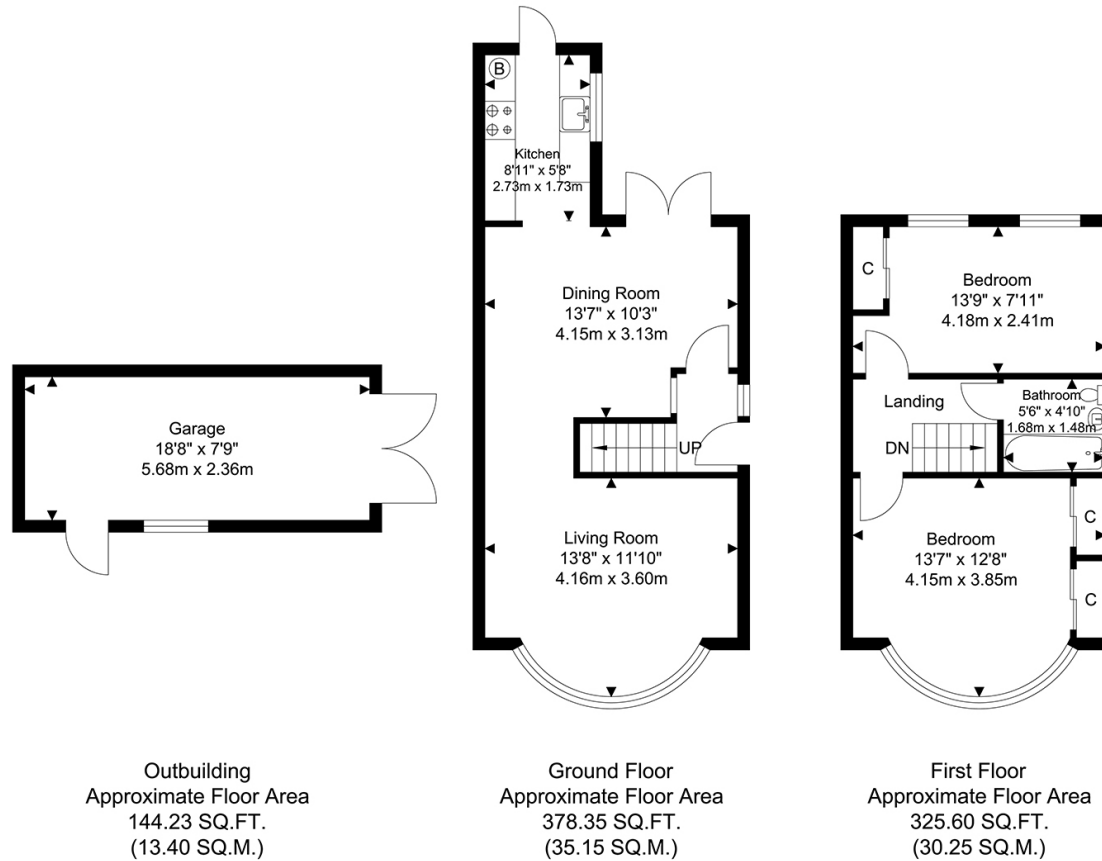 B
Kitchen
8'11" x 5'8"
2.73m x 1.73m
Dining Room
13'7" x 10'3"
4.15m x 3.13m
UP
Living Room
13'8" x 11'10"
4.16m x 3.60m
Garage
18'8" x 7'9"
5.68m x 2.36m
C
Bedroom
13'9" x 7'11"
4.18m x 2.41m
Landing
Bathroom
5'6" x 4'10"
1.68m x 1.48m
DN
Bedroom
13'7" x 12'8"
4.15m x 3.85m
C
C
Outbuilding
Approximate Floor Area
144.23 SQ.FT.
(13.40 SQ.M.)
Ground Floor
Approximate Floor Area
378.35 SQ.FT.
(35.15 SQ.M.)
First Floor
Approximate Floor Area
325.60 SQ.FT.
(30.25 SQ.M.)